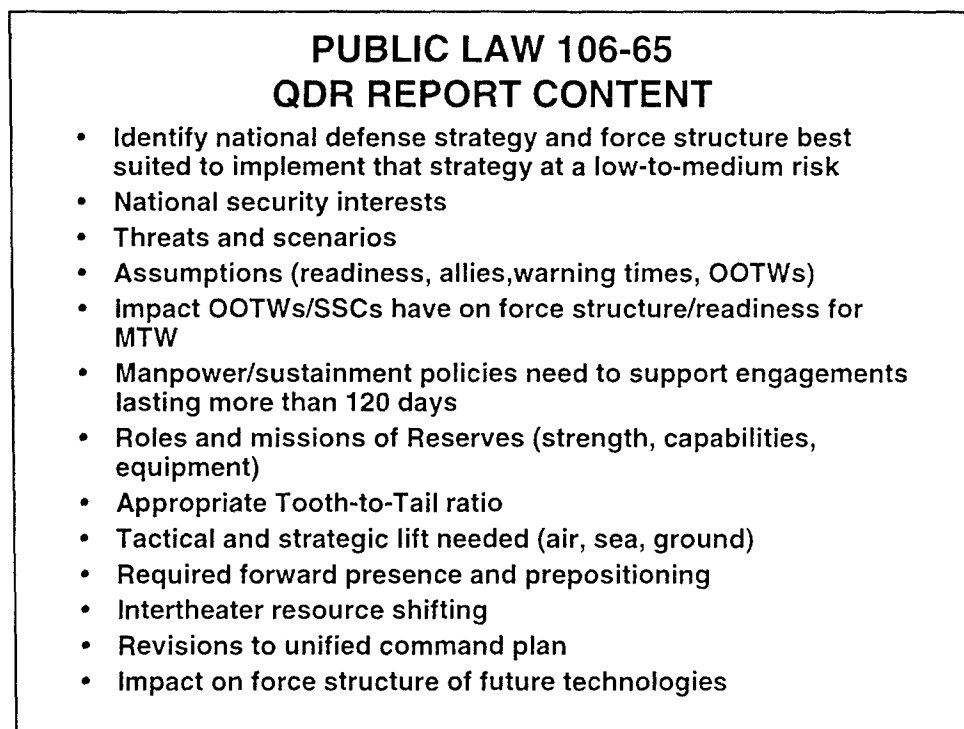 PUBLIC LAW 106-65
QDR REPORT CONTENT
• Identify national defense strategy and force structure best
suited to implement that strategy at a low-to-medium risk
• National security interests
• Threats and scenarios
• Assumptions (readiness, allies,warning times, OOTWs)
• Impact OOTWs/SSCs have on force structure/readiness for
MTW
• Manpower/sustainment policies need to support engagements
lasting more than 120 days
• Roles and missions of Reserves (strength, capabilities,
equipment)
• Appropriate Tooth-to-Tail ratio
• Tactical and strategic lift needed (air, sea, ground)
• Required forward presence and prepositioning
• Intertheater resource shifting
• Revisions to unified command plan
• Impact on force structure of future technologies